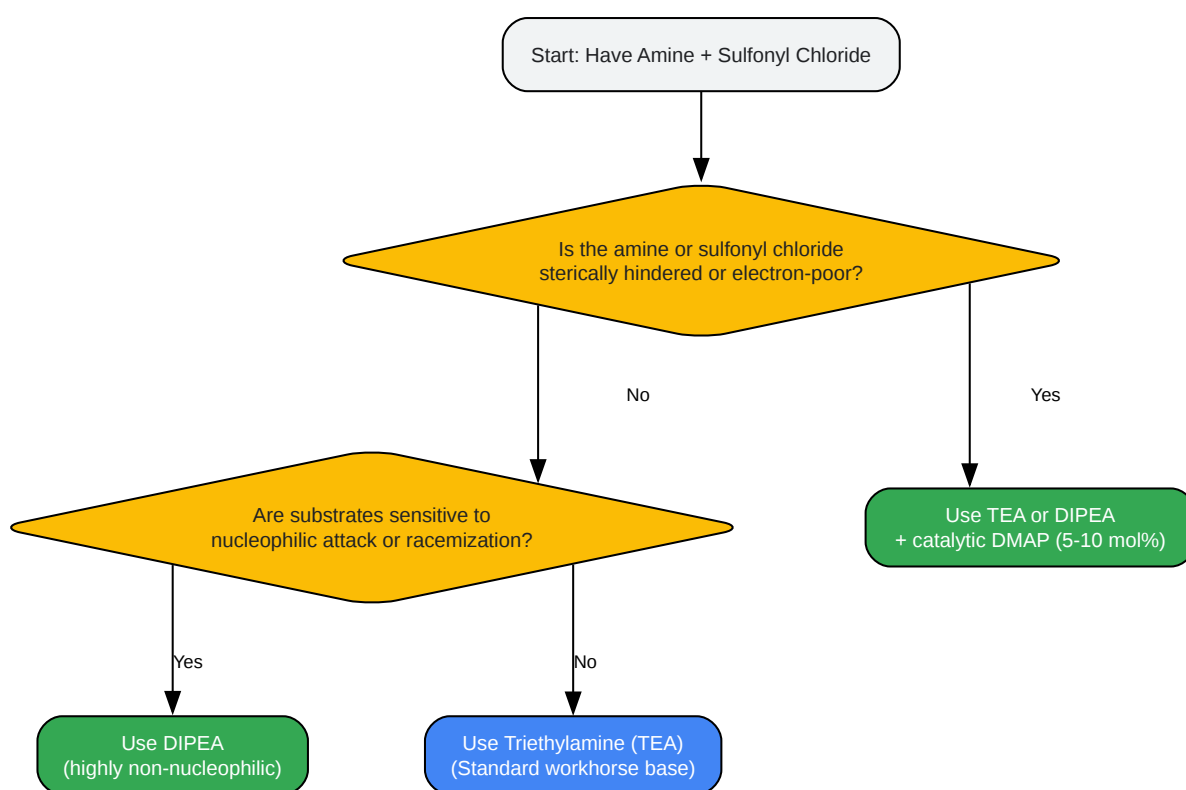 Start: Have Amine + Sulfonyl Chloride
Is the amine or sulfonyl chloride
sterically hindered or electron-poor?
No
Yes
Are substrates sensitive to
nucleophilic attack or racemization?
Use TEA or DIPEA
+ catalytic DMAP (5-10 mol%)
Yes
No
Use DIPEA
(highly non-nucleophilic)
Use Triethylamine (TEA)
(Standard workhorse base)